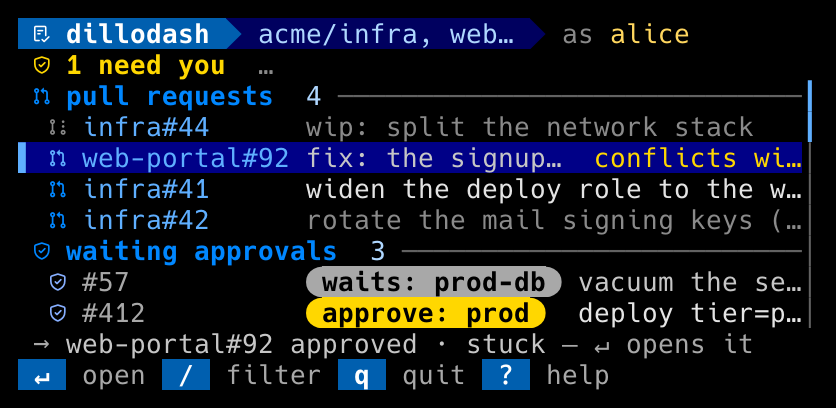 dillodash acme/infra, web… as alice
1 need you …
pull requests 4
infra#44 wip: split the network stack
web-portal#92 fix: the signup… conflicts wi…
infra#41 widen the deploy role to the w…
infra#42 rotate the mail signing keys (…
waiting approvals 3
#57 waits: prod-db vacuum the se…
#412 approve: prod deploy tier=p…
→ web-portal#92 approved · stuck — ↵ opens it
↵ open / filter q quit ? help